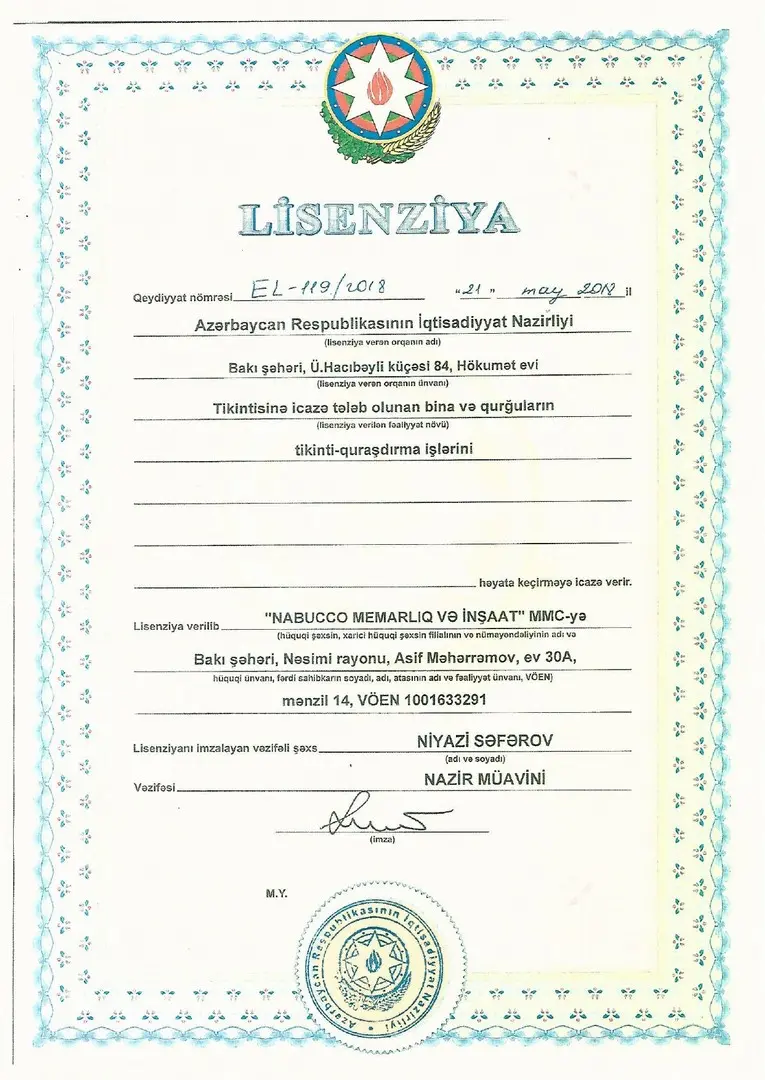 LİSENZİYA
Qeydiyyat nömrəsi EL-119/2018 "21" may 2018 il
Azərbaycan Respublikasının İqtisadiyyat Nazirliyi
(lisenziya verən orqanın adı)
Bakı şəhəri, Ü.Hacıbəyli küçəsi 84, Hökumət evi
(lisenziya verən orqanın ünvanı)
Tikintisinə icazə tələb olunan bina və qurğuların
(lisenziya verilən fəaliyyət növü)
tikinti-quraşdırma işlərini
həyata keçirməyə icazə verir.
Lisenziya verilib "NABUCCO MEMARLIQ VƏ İNŞAAT" MMC-yə
(hüquqi şəxsin, xarici hüquqi şəxsin filialının və nümayəndəliyinin adı və
Bakı şəhəri, Nəsimi rayonu, Asif Məhərrəmov, ev 30A,
hüquqi ünvanı, fərdi sahibkarın soyadı, adı, atasının adı və fəaliyyət ünvanı, VÖEN)
mənzil 14, VÖEN 1001633291
Lisenziyanı imzalayan vəzifəli şəxs NİYAZİ SƏFƏROV
(adı və soyadı)
Vəzifəsi NAZİR MÜAVİNİ
(imza)
M.Y.
Azərbaycan Respublikasının İqtisadiyyat Nazirliyi